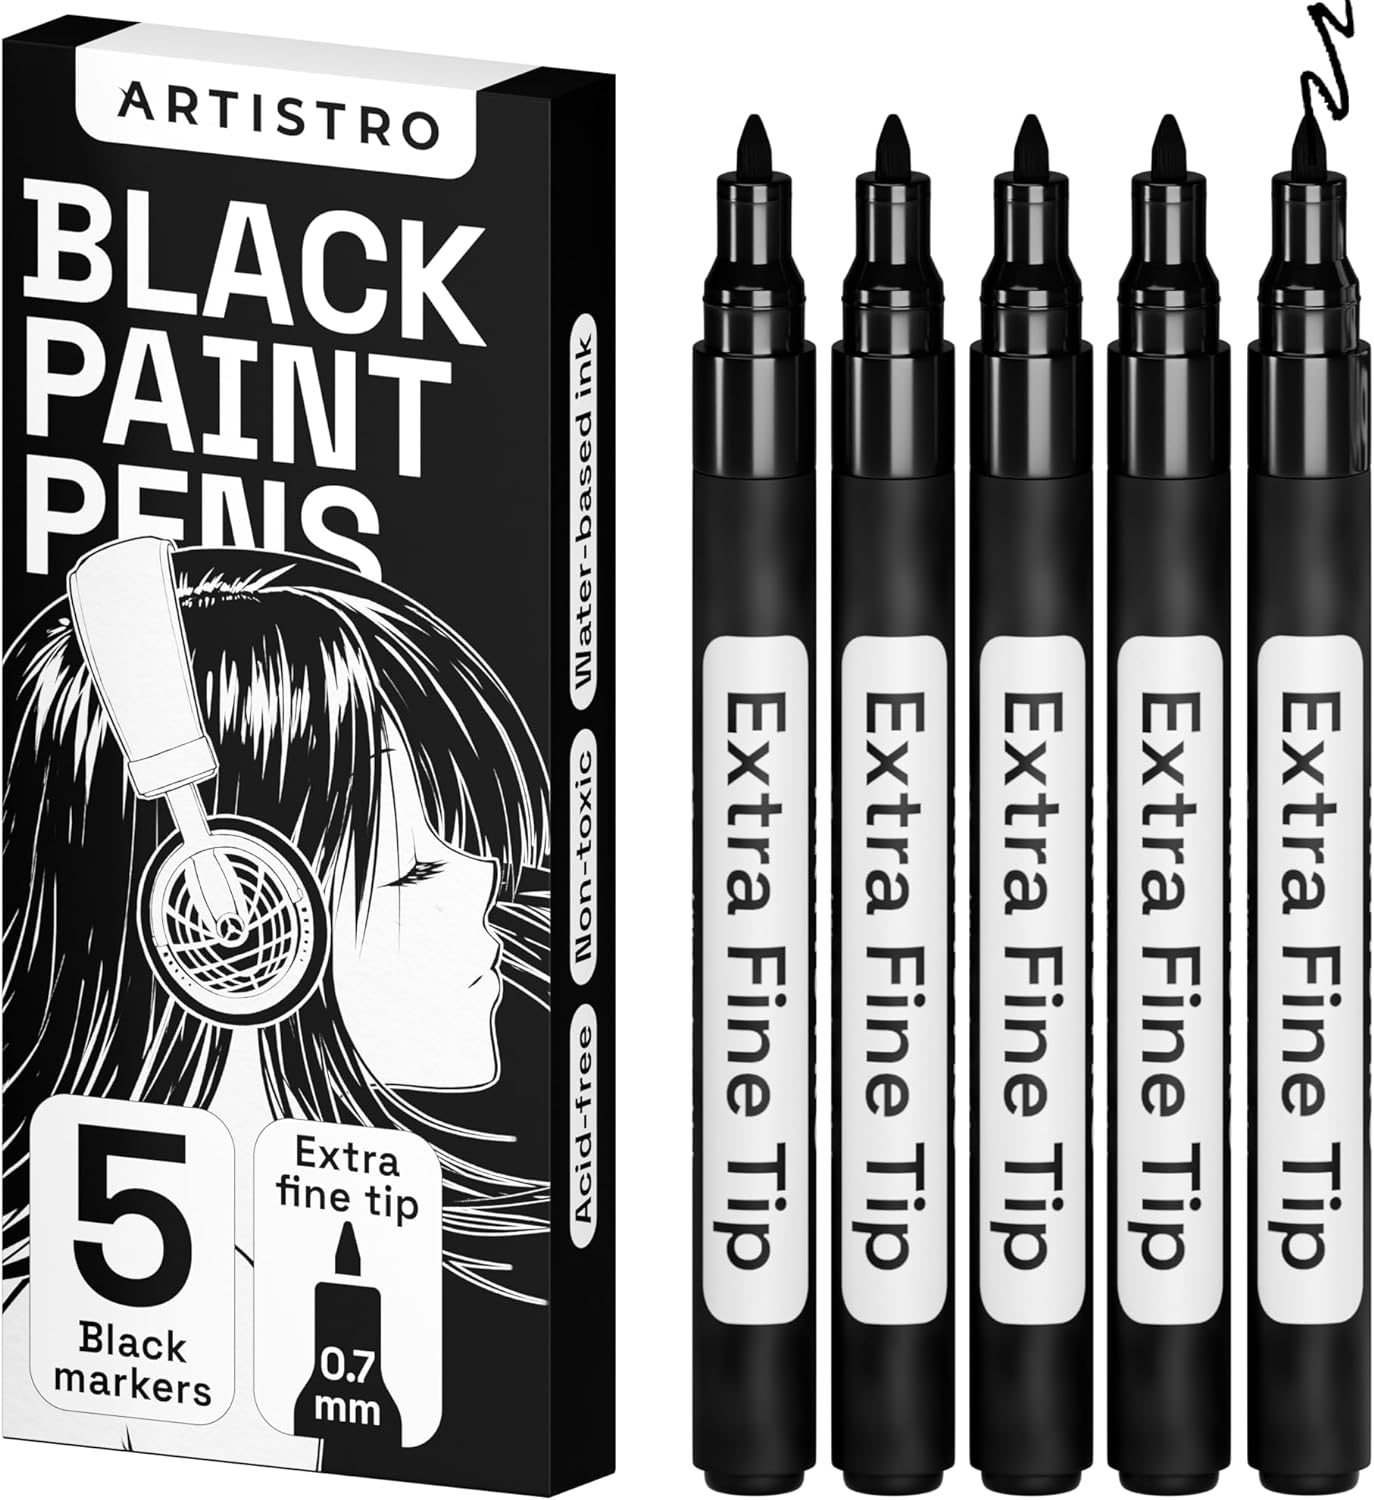 ARTISTRO
BLACK
PAINT
PENS
Water-based ink
Non-toxic
Acid-free
5
Black
markers
Extra
fine tip
0.7
mm
Extra Fine Tip
Extra Fine Tip
Extra Fine Tip
Extra Fine Tip
Extra Fine Tip